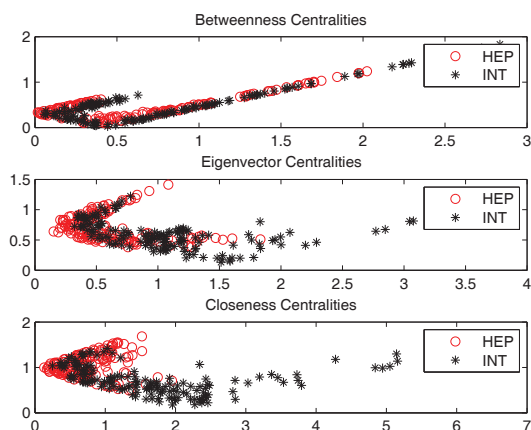 Betweenness Centralities
2
1
0
HEP
INT
0 0.5 1 1.5 2 2.5 3
Eigenvector Centralities
1.5
1
0.5
0
HEP
INT
0 0.5 1 1.5 2 2.5 3 3.5 4
Closeness Centralities
2
1
0
HEP
INT
0 1 2 3 4 5 6 7